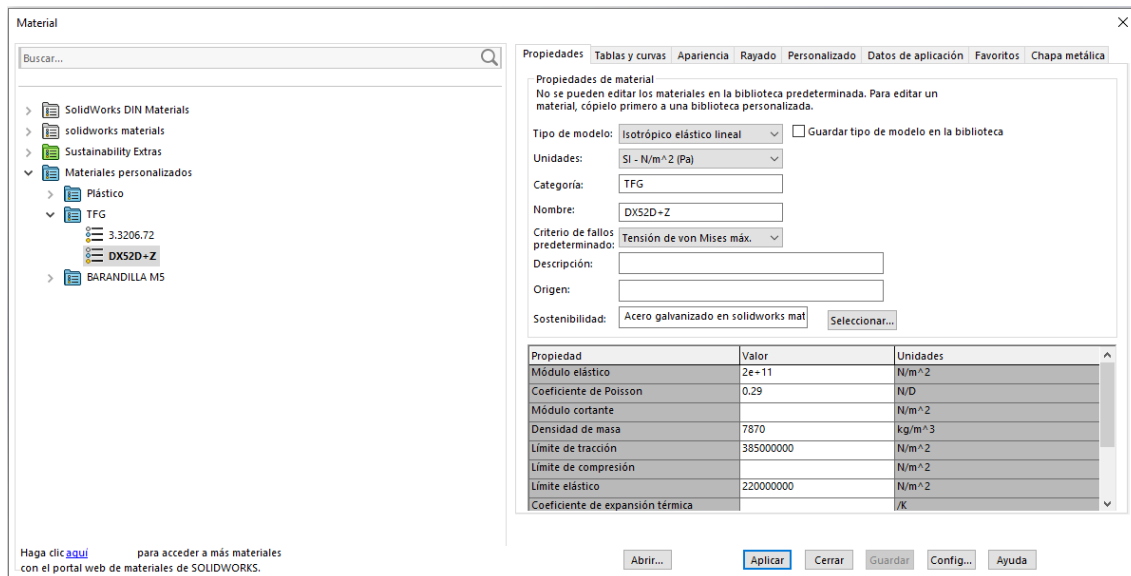 Material
Buscar...
SolidWorks DIN Materials
solidworks materials
Sustainability Extras
Materiales personalizados
Plástico
TFG
3.3206.72
DX52D+Z
BARANDILLA M5
Haga clic aquí para acceder a más materiales
con el portal web de materiales de SOLIDWORKS.
Propiedades Tablas y curvas Apariencia Rayado Personalizado Datos de aplicación Favoritos Chapa metálica
Propiedades de material
No se pueden editar los materiales en la biblioteca predeterminada. Para editar un
material, cópielo primero a una biblioteca personalizada.
Tipo de modelo: Isotrópico elástico lineal Guardar tipo de modelo en la biblioteca
Unidades: SI - N/m^2 (Pa)
Categoría: TFG
Nombre: DX52D+Z
Criterio de fallos
predeterminado: Tensión de von Mises máx.
Descripción:
Origen:
Sostenibilidad: Acero galvanizado en solidworks mat Seleccionar...
Propiedad Valor Unidades
Módulo elástico 2e+11 N/m^2
Coeficiente de Poisson 0.29 N/D
Módulo cortante N/m^2
Densidad de masa 7870 kg/m^3
Límite de tracción 385000000 N/m^2
Límite de compresión N/m^2
Límite elástico 220000000 N/m^2
Coeficiente de expansión térmica /K
Abrir... Aplicar Cerrar Guardar Config... Ayuda